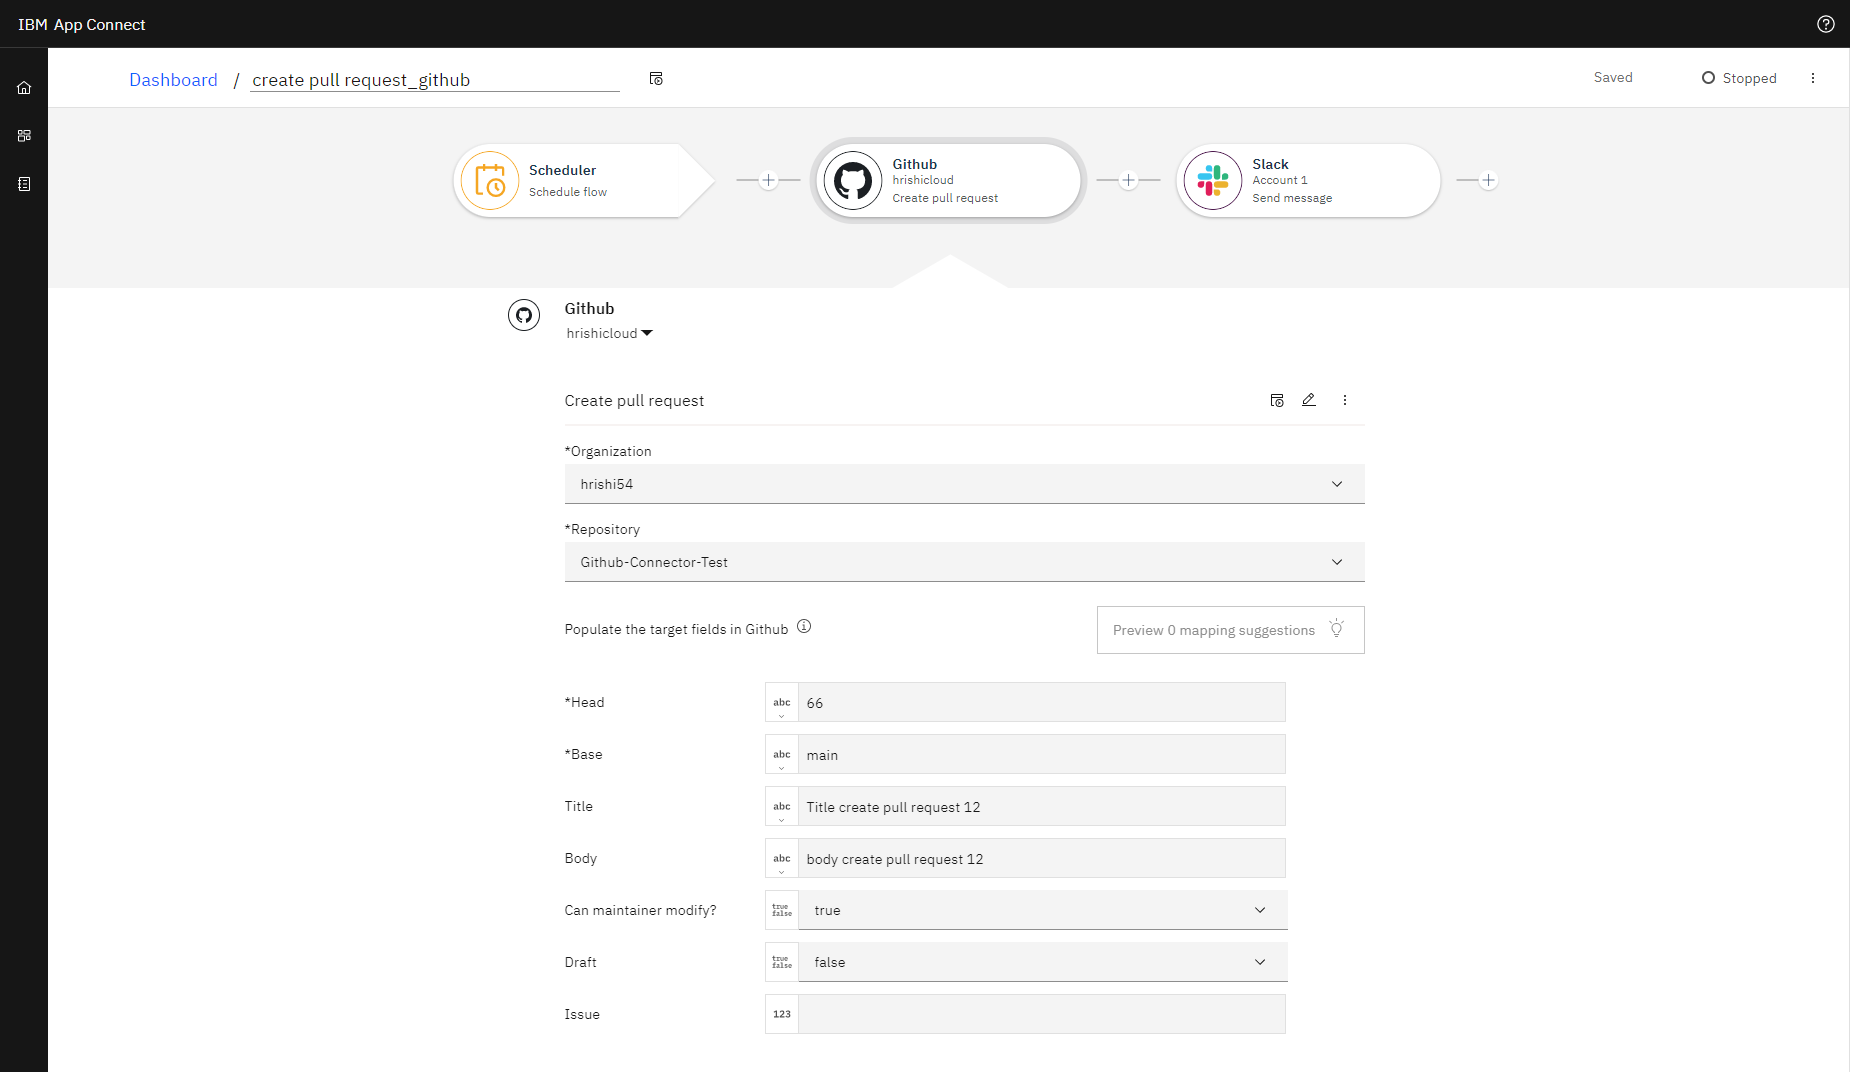 IBM App Connect
Dashboard / create pull request_github
Saved
Stopped
Scheduler
Schedule flow
Github
hrishicloud
Create pull request
Slack
Account 1
Send message
Github
hrishicloud
Create pull request
*Organization
hrishi54
*Repository
Github-Connector-Test
Populate the target fields in Github
Preview 0 mapping suggestions
*Head
abc
66
*Base
abc
main
Title
abc
Title create pull request 12
Body
abc
body create pull request 12
Can maintainer modify?
true
false
true
Draft
true
false
false
Issue
123